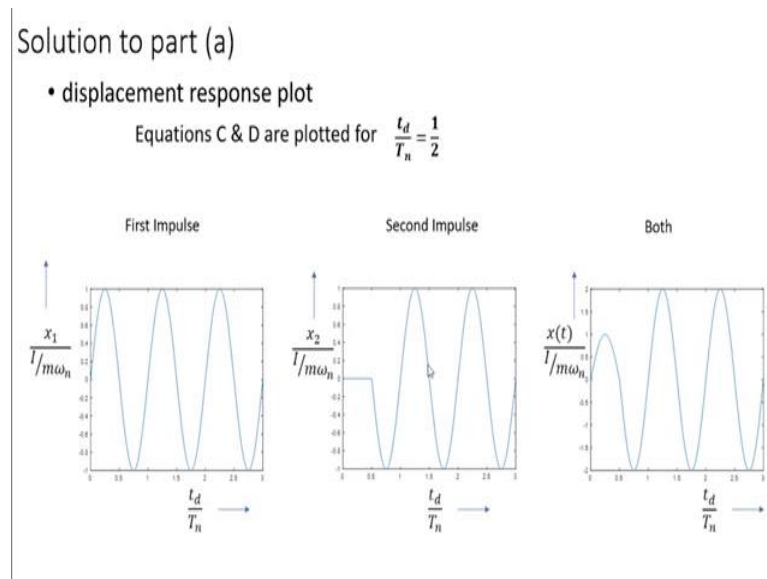 Solution to part (a)
• displacement response plot
Equations C & D are plotted for t_d/T_n = 1/2
First Impulse
Second Impulse
Both
x_1 / I/mω_n
x_2 / I/mω_n
x(t) / I/mω_n
t_d/T_n
t_d/T_n
t_d/T_n